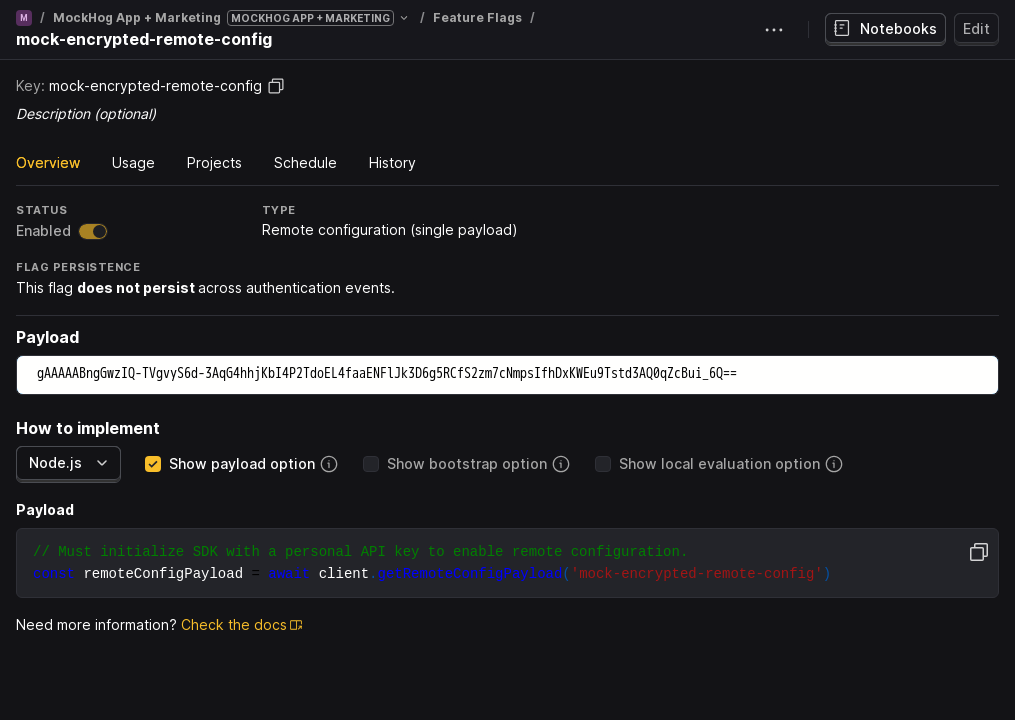 M / MockHog App + Marketing MOCKHOG APP + MARKETING / Feature Flags /
mock-encrypted-remote-config
Notebooks
Edit
Key: mock-encrypted-remote-config
Description (optional)
Overview Usage Projects Schedule History
STATUS
Enabled
TYPE
Remote configuration (single payload)
FLAG PERSISTENCE
This flag does not persist across authentication events.
Payload
gAAAAABngGwzIQ-TVgvyS6d-3AqG4hhjKbI4P2TdoEL4faaENFlJk3D6g5RCfS2zm7cNmpsIfhDxKWEu9Tstd3AQ0qZcBui_6Q==
How to implement
Node.js Show payload option Show bootstrap option Show local evaluation option
Payload
// Must initialize SDK with a personal API key to enable remote configuration.
const remoteConfigPayload = await client.getRemoteConfigPayload('mock-encrypted-remote-config')
Need more information? Check the docs